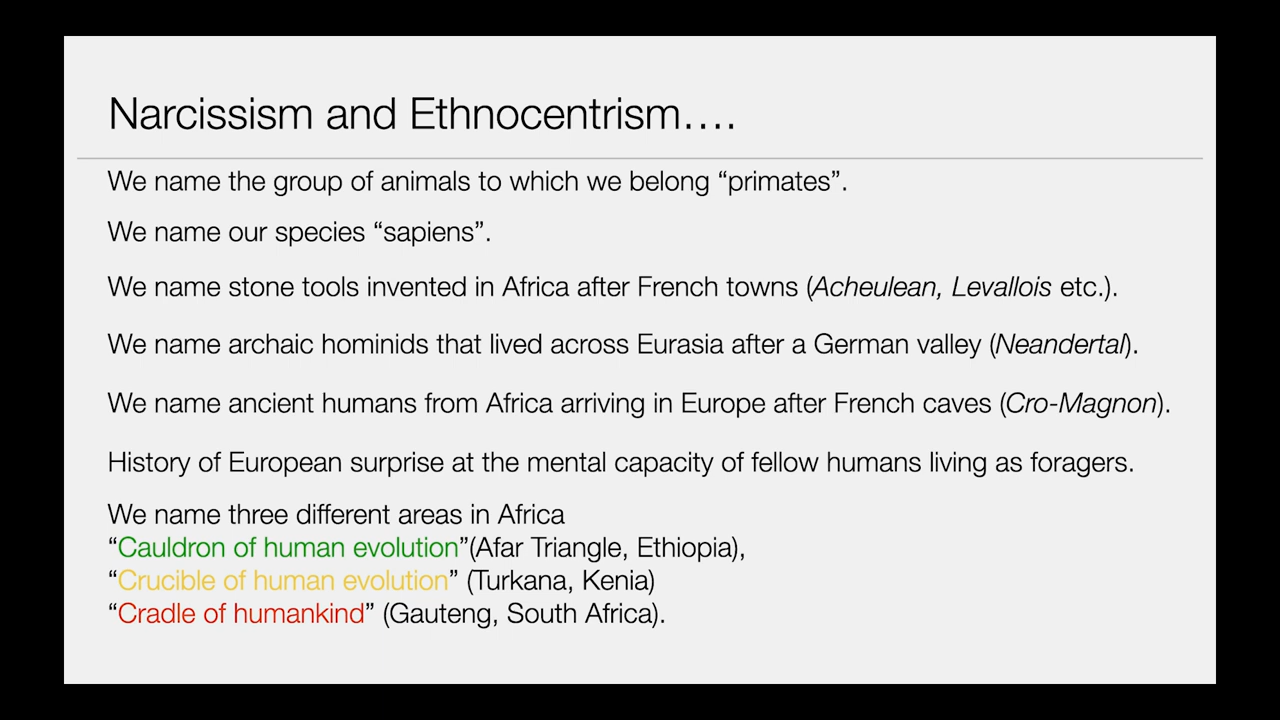 Narcissism and Ethnocentrism….
We name the group of animals to which we belong “primates”.
We name our species “sapiens”.
We name stone tools invented in Africa after French towns (Acheulean, Levallois etc.).
We name archaic hominids that lived across Eurasia after a German valley (Neandertal).
We name ancient humans from Africa arriving in Europe after French caves (Cro-Magnon).
History of European surprise at the mental capacity of fellow humans living as foragers.
We name three different areas in Africa
“Cauldron of human evolution”(Afar Triangle, Ethiopia),
“Crucible of human evolution” (Turkana, Kenia)
“Cradle of humankind” (Gauteng, South Africa).